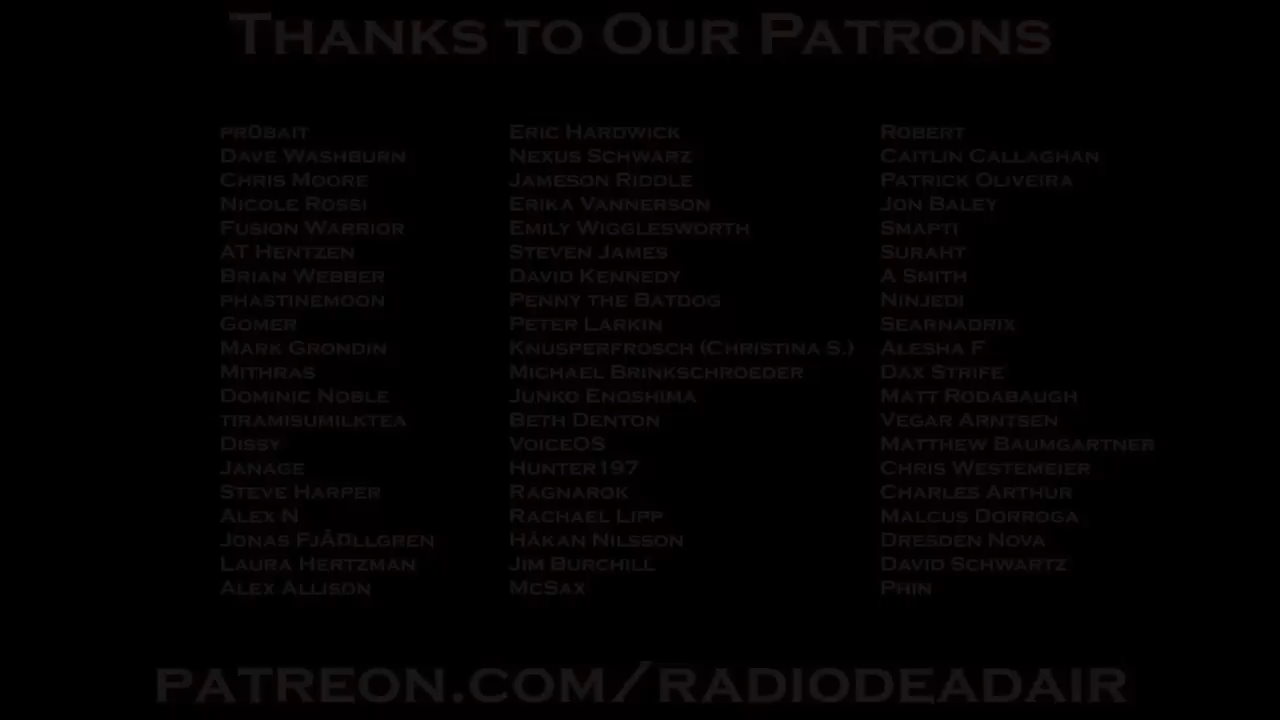 Thanks to Our Patrons
pr0bait
Dave Washburn
Chris Moore
Nicole Rossi
Fusion Warrior
AT Hentzen
Brian Webber
phastinemoon
Gomer
Mark Grondin
Mithras
Dominic Noble
tiramisumilktea
Dissy
Janage
Steve Harper
Alex N
Jonas FjÃ¤llgren
Laura Hertzman
Alex Allison
Eric Hardwick
Nexus Schwarz
Jameson Riddle
Erika Vannerson
Emily Wigglesworth
Steven James
David Kennedy
Penny the Batdog
Peter Larkin
Knusperfrosch (Christina S.)
Michael Brinkschroeder
Junko Enoshima
Beth Denton
VoiceOS
Hunter197
Ragnarok
Rachael Lipp
Håkan Nilsson
Jim Burchill
McSax
Robert
Caitlin Callaghan
Patrick Oliveira
Jon Baley
Smapti
Suraht
A Smith
Ninjedi
Searnadrix
Alesha F
Dax Strife
Matt Rodabaugh
Vegar Arntsen
Matthew Baumgartner
Chris Westemeier
Charles Arthur
Malcus Dorroga
Dresden Nova
David Schwartz
Phin
patreon.com/radiodeadair